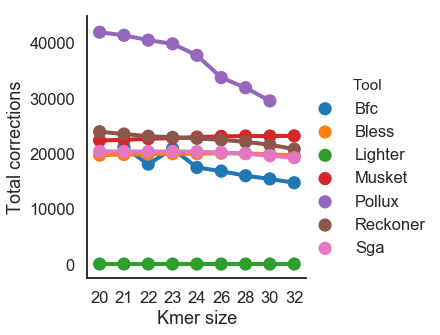 40000
30000
20000
10000
0
Total corrections
20 21 22 23 24 26 28 30 32
Kmer size
Tool
Bfc
Bless
Lighter
Musket
Pollux
Reckoner
Sga